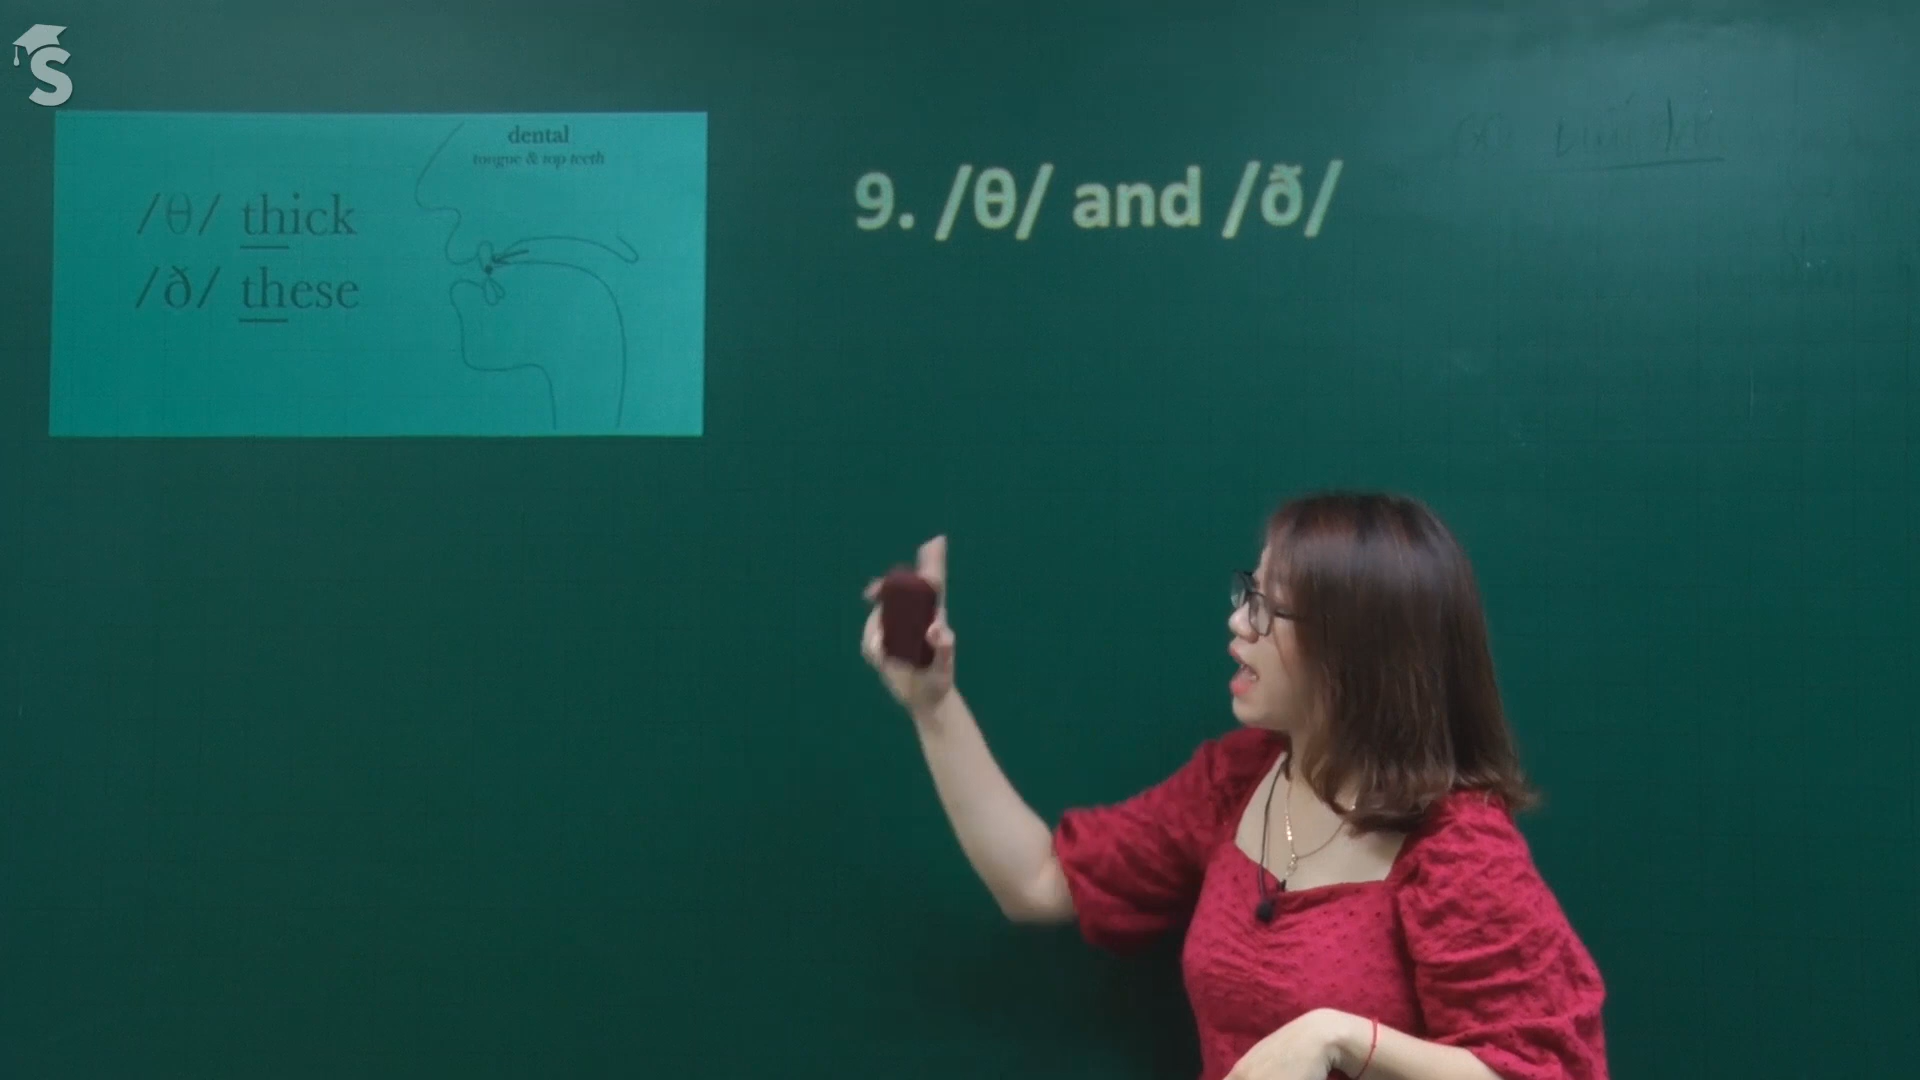 S
dental
tongue & top teeth
/θ/ thick
/ð/ these
9. /θ/ and /ð/